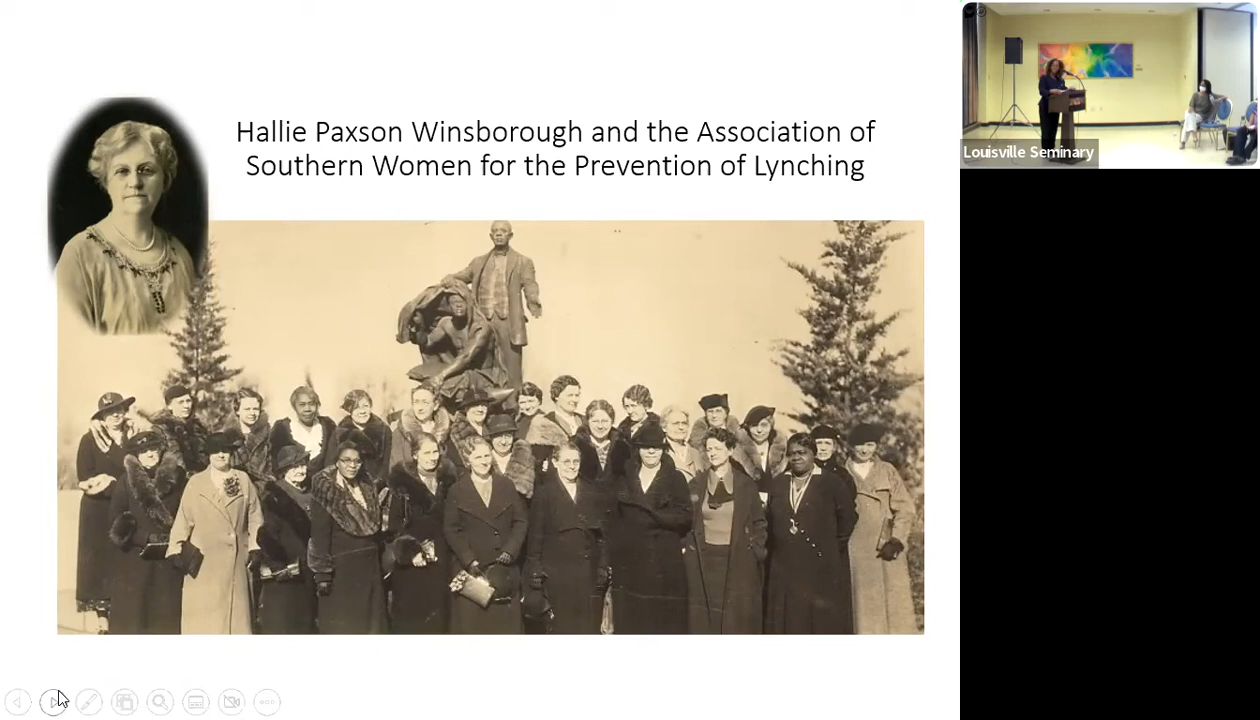 Hallie Paxson Winsborough and the Association of
Southern Women for the Prevention of Lynching
Louisville Seminary